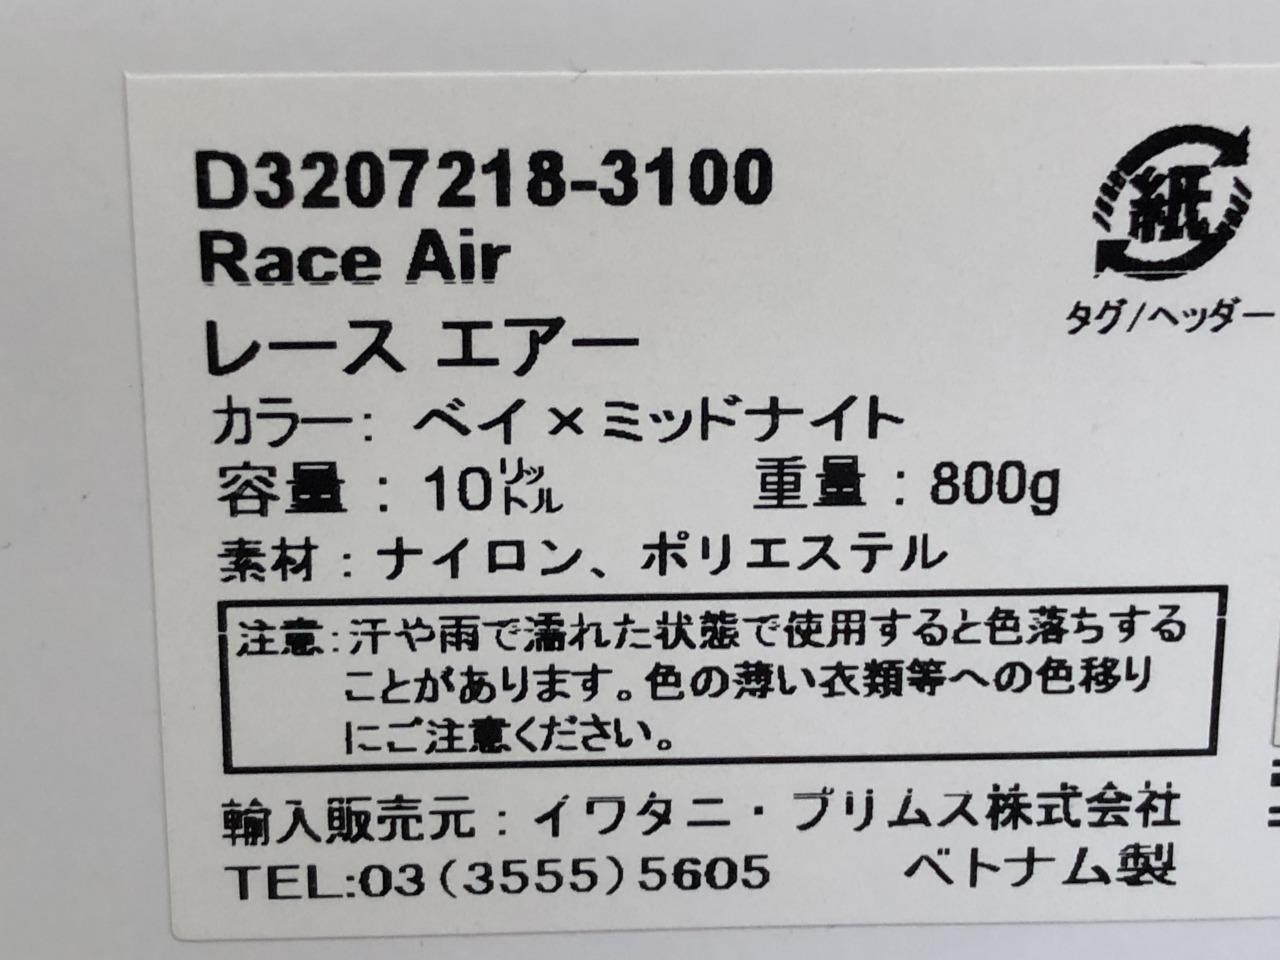 D3207218-3100
Race Air
レース エアー
カラー: ベイ×ミッドナイト
容量: 10リットル 重量: 800g
素材: ナイロン、ポリエステル
注意: 汗や雨で濡れた状態で使用すると色落ちする
ことがあります。色の薄い衣類等への色移り
にご注意ください。
輸入販売元: イワタニ・プリムス株式会社
TEL:03(3555)5605 ベトナム製
紙
タグ/ヘッダー